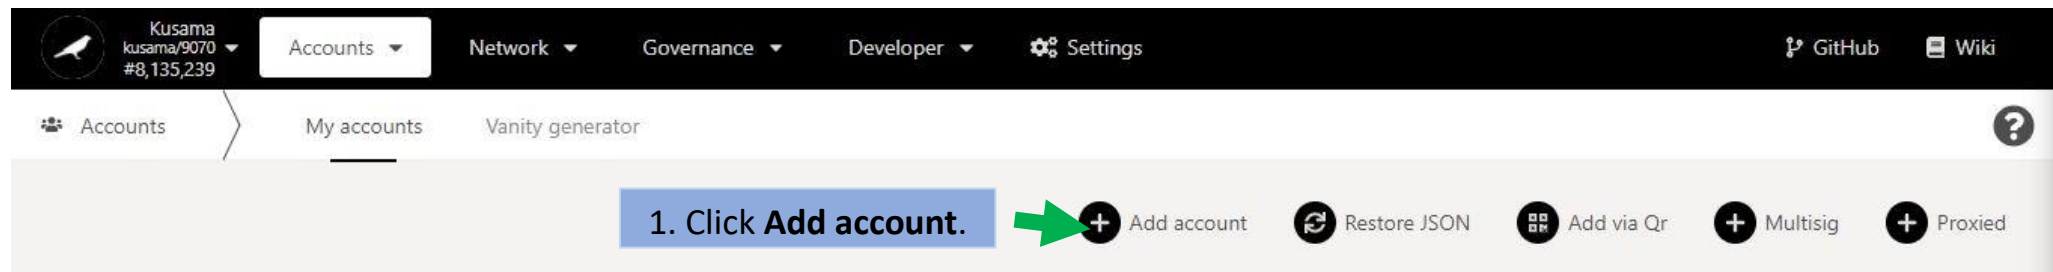 Kusama
kusama/9070
#8,135,239
Accounts
Network
Governance
Developer
Settings
GitHub
Wiki
Accounts
My accounts
Vanity generator
1. Click Add account.
Add account
Restore JSON
Add via Qr
Multisig
Proxied